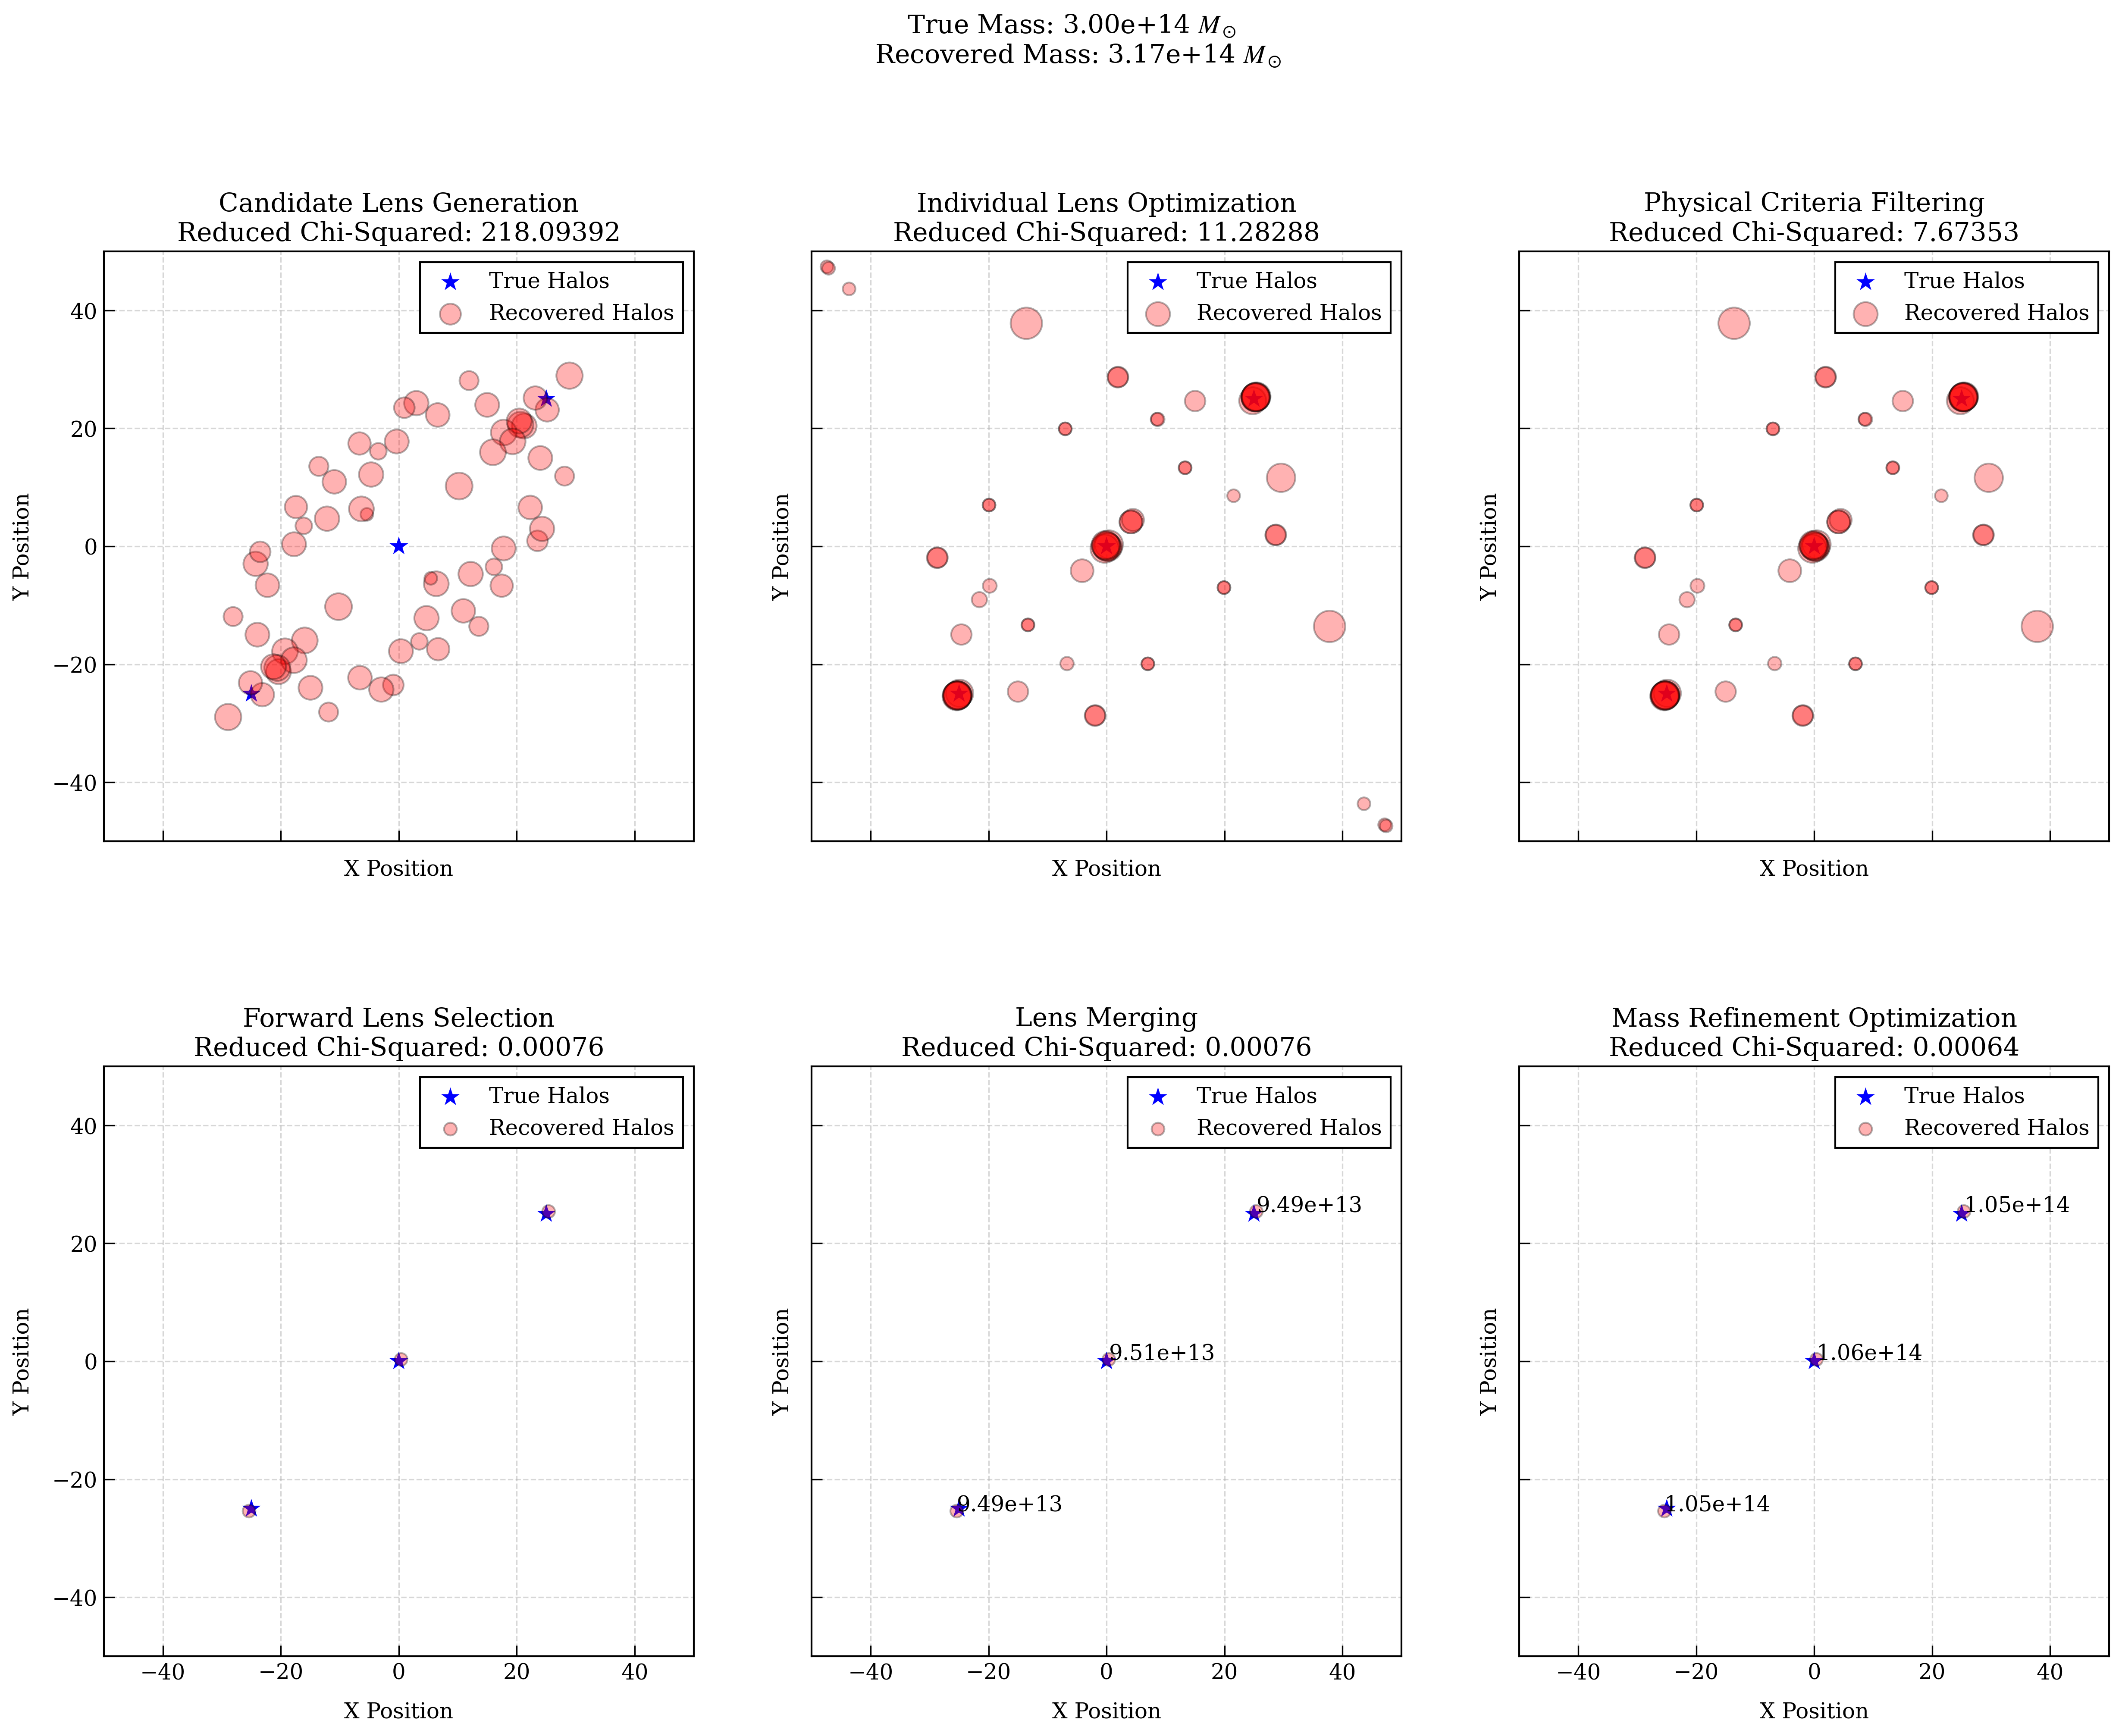 True Mass: 3.00e+14 M⊙
Recovered Mass: 3.17e+14 M⊙
Candidate Lens Generation
Reduced Chi-Squared: 218.09392
True Halos
Recovered Halos
40
20
0
−20
−40
Y Position
X Position
Individual Lens Optimization
Reduced Chi-Squared: 11.28288
True Halos
Recovered Halos
Y Position
X Position
Physical Criteria Filtering
Reduced Chi-Squared: 7.67353
True Halos
Recovered Halos
Y Position
X Position
Forward Lens Selection
Reduced Chi-Squared: 0.00076
True Halos
Recovered Halos
40
20
0
−20
−40
Y Position
−40 −20 0 20 40
X Position
Lens Merging
Reduced Chi-Squared: 0.00076
True Halos
Recovered Halos
9.49e+13
9.51e+13
9.49e+13
Y Position
−40 −20 0 20 40
X Position
Mass Refinement Optimization
Reduced Chi-Squared: 0.00064
True Halos
Recovered Halos
1.05e+14
1.06e+14
1.05e+14
Y Position
−40 −20 0 20 40
X Position